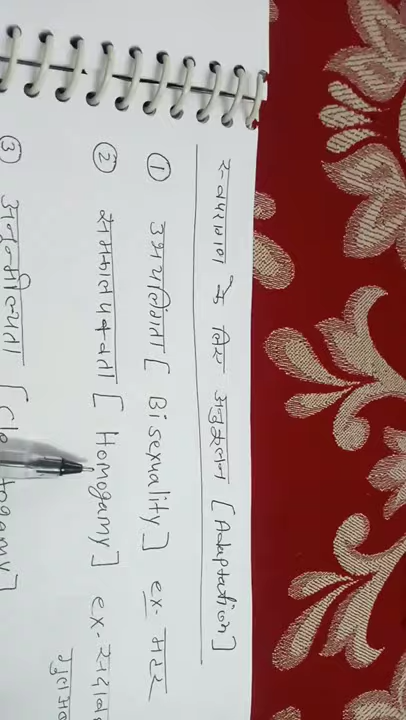 स्वपरागण के लिए अनुकूलन [Adaptation]
① उभयलिंगता [Bisexuality] ex- मटर
② समकालपक्वता [Homogamy] ex-
③ अनुन्मील्यता [